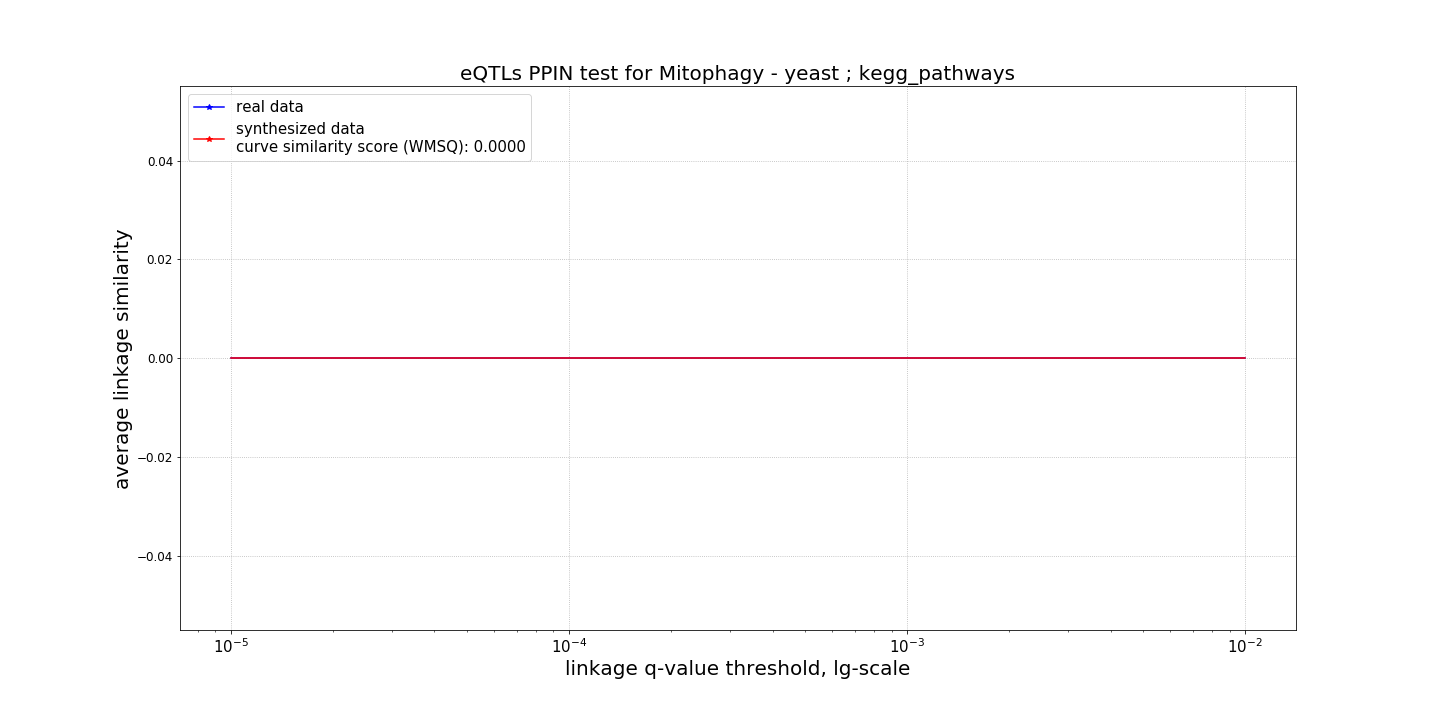 eQTLs PPIN test for Mitophagy - yeast ; kegg_pathways
real data
synthesized data
curve similarity score (WMSQ): 0.0000
average linkage similarity
0.04
0.02
0.00
−0.02
−0.04
10⁻⁵
10⁻⁴
10⁻³
10⁻²
linkage q-value threshold, lg-scale